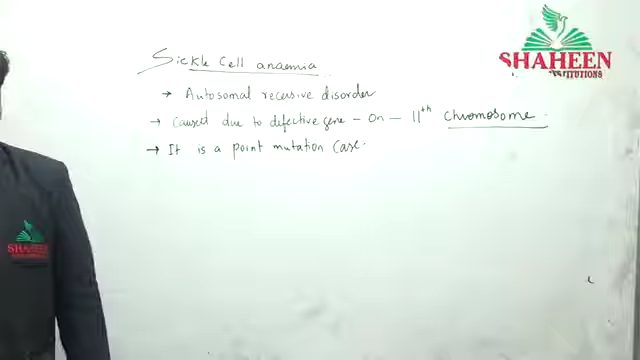 SHAHEEN
Sickle Cell anaemia
→ Autosomal recessive disorder
→ Caused due to defective gene - On - 11th Chromosome.
→ It is a point mutation Case.
SHAHEEN